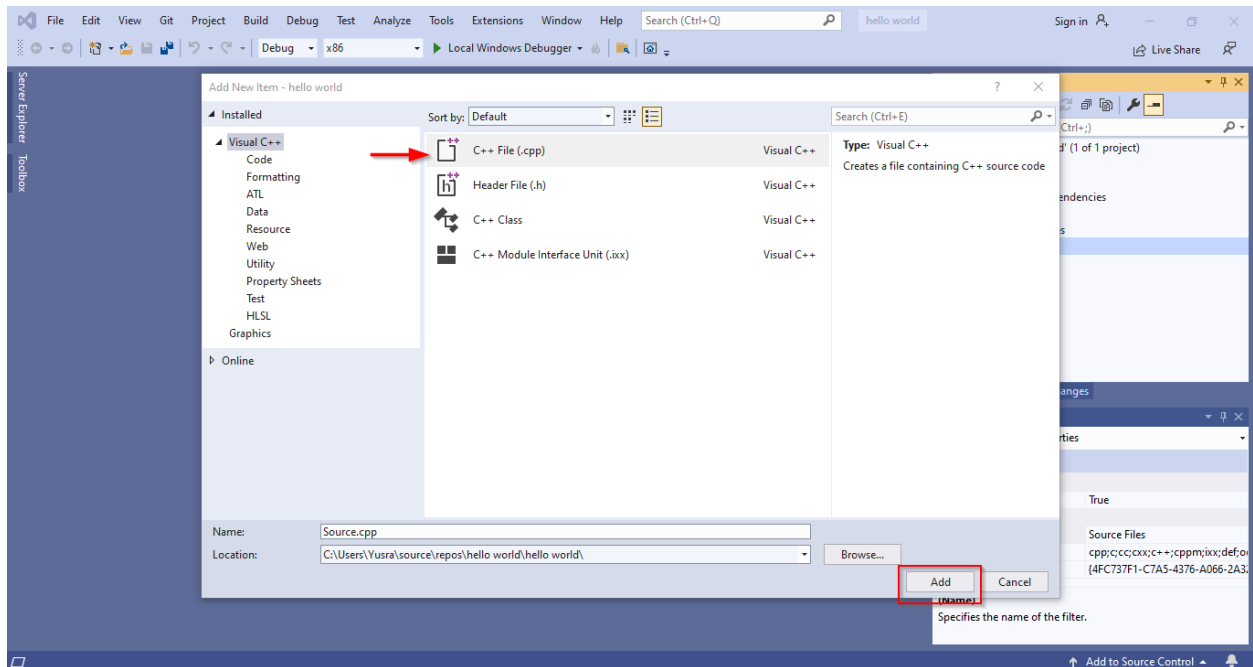 File Edit View Git Project Build Debug Test Analyze Tools Extensions Window Help Search (Ctrl+Q) hello world Sign in
Debug x86 Local Windows Debugger Live Share
Server Explorer
Toolbox
Add New Item - hello world ?
Installed
Visual C++
Code
Formatting
ATL
Data
Resource
Web
Utility
Property Sheets
Test
HLSL
Graphics
Online
Sort by: Default
C++ File (.cpp) Visual C++
Header File (.h) Visual C++
C++ Class Visual C++
C++ Module Interface Unit (.ixx) Visual C++
Search (Ctrl+E)
Type: Visual C++
Creates a file containing C++ source code
Name: Source.cpp
Location: C:\Users\Yusra\source\repos\hello world\hello world\
Browse...
Add Cancel
Ctrl+;)
d' (1 of 1 project)
endencies
s
anges
rties
True
Source Files
cpp;c;cc;cxx;c++;cppm;ixx;def;o
{4FC737F1-C7A5-4376-A066-2A32
(Name)
Specifies the name of the filter.
Add to Source Control